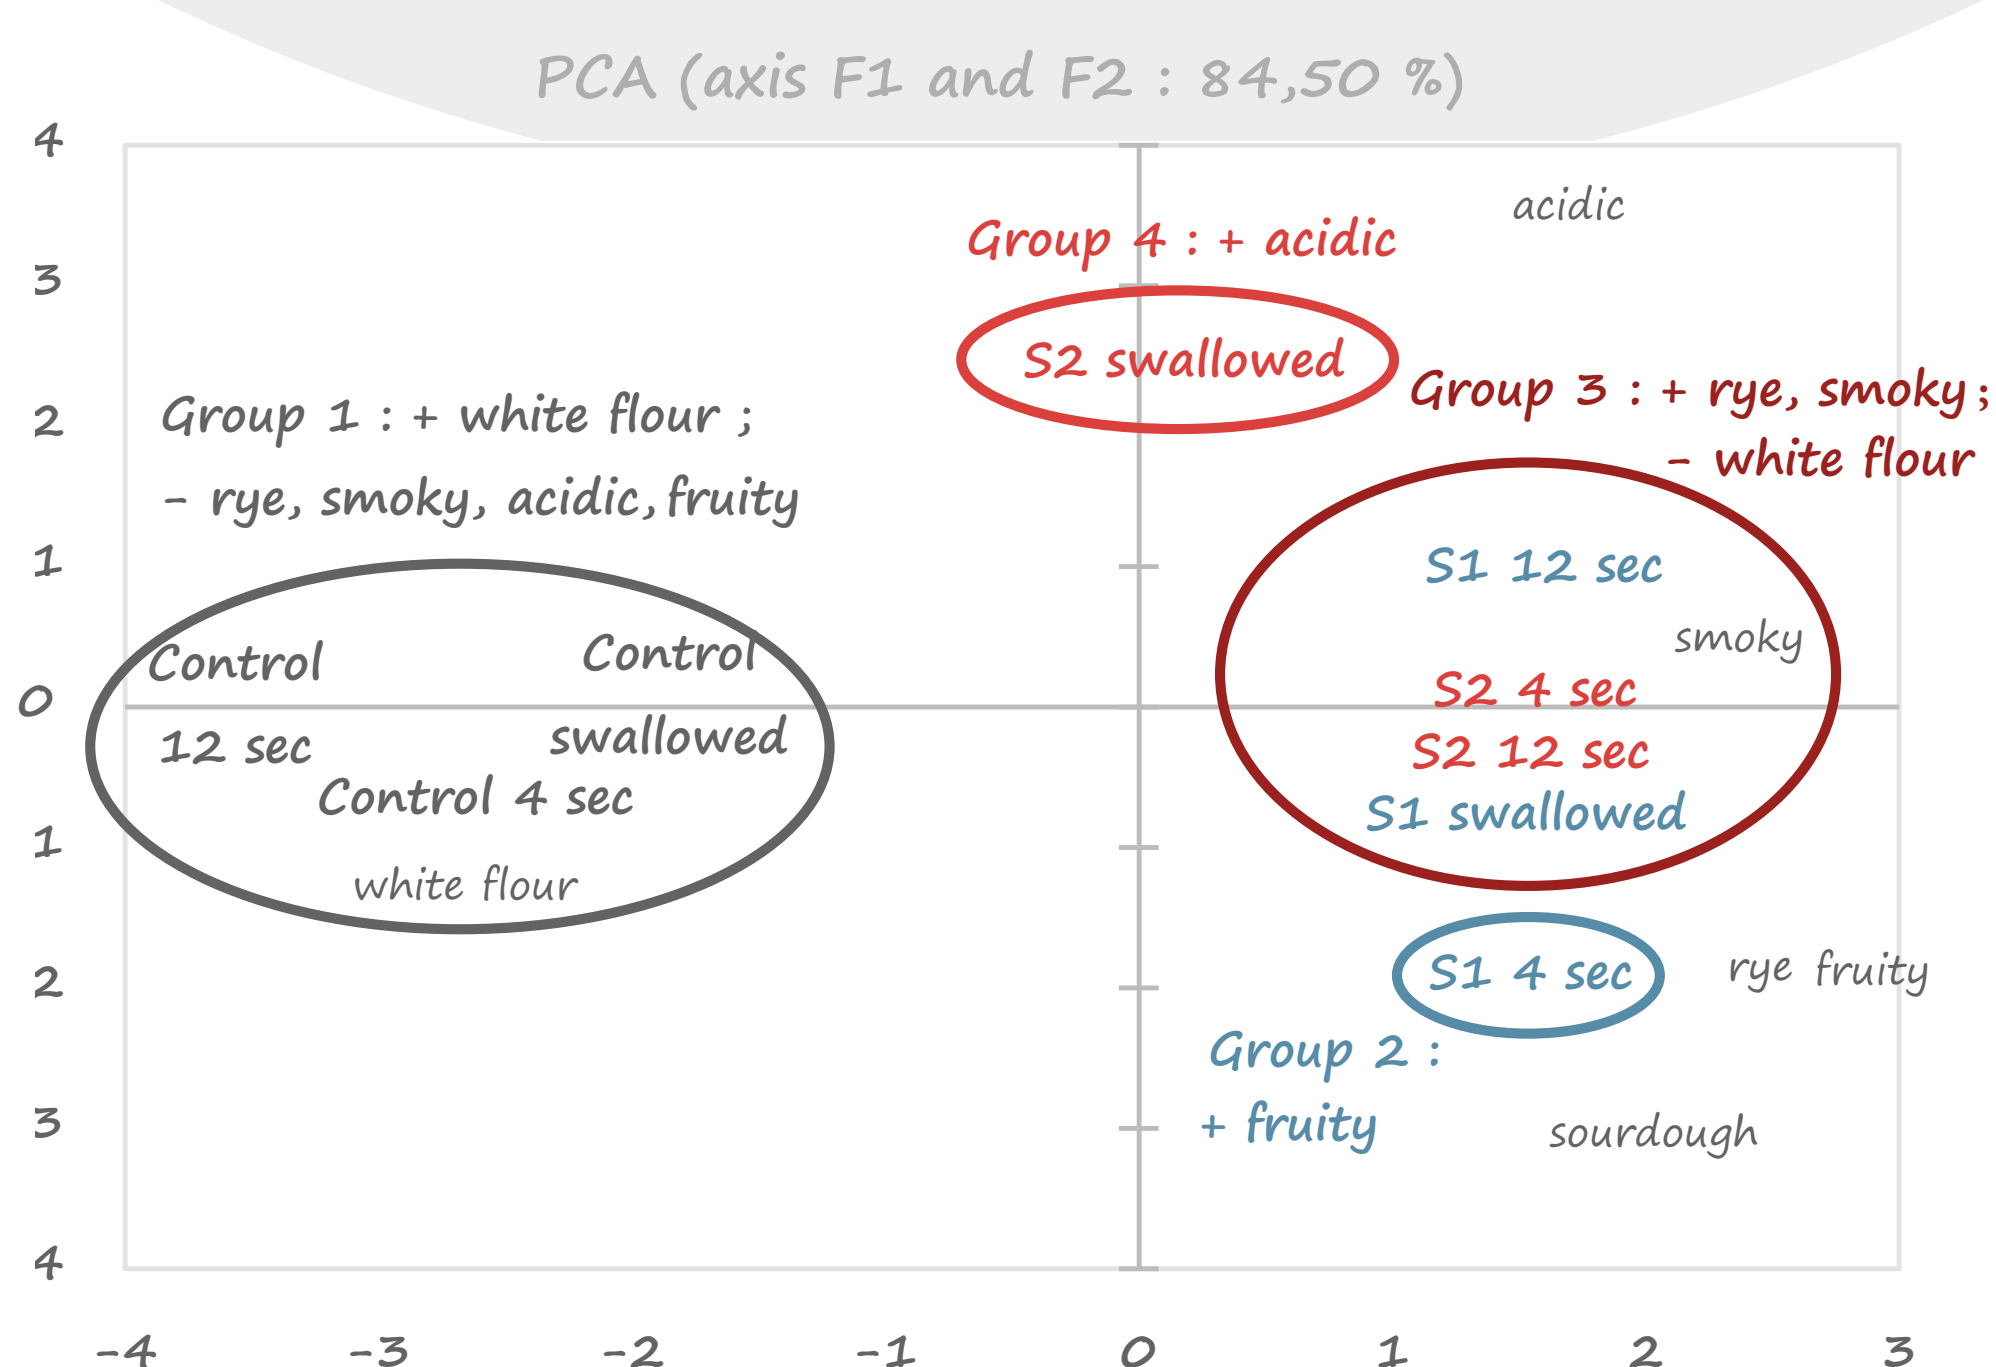 PCA (axis F1 and F2 : 84,50 %)
4
acidic
Group 4 : + acidic
3
S2 swallowed
Group 3 : + rye, smoky ;
- white flour
2
Group 1 : + white flour ;
- rye, smoky, acidic, fruity
1
S1 12 sec
smoky
Control
12 sec
Control
swallowed
0
S2 4 sec
S2 12 sec
Control 4 sec
S1 swallowed
1
white flour
2
S1 4 sec
rye fruity
Group 2 :
+ fruity
3
sourdough
4
-4 -3 -2 -1 0 1 2 3